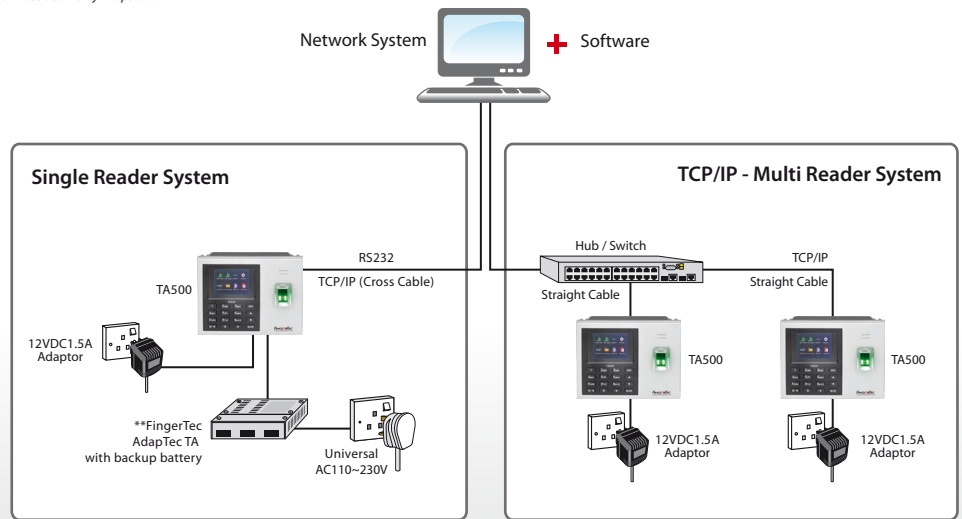 Network System
Software
Single Reader System
TA500
RS232
TCP/IP (Cross Cable)
12VDC1.5A
Adaptor
**FingerTec
AdapTec TA
with backup battery
Universal
AC110~230V
TCP/IP - Multi Reader System
Hub / Switch
Straight Cable
TCP/IP
Straight Cable
TA500
TA500
12VDC1.5A
Adaptor
12VDC1.5A
Adaptor